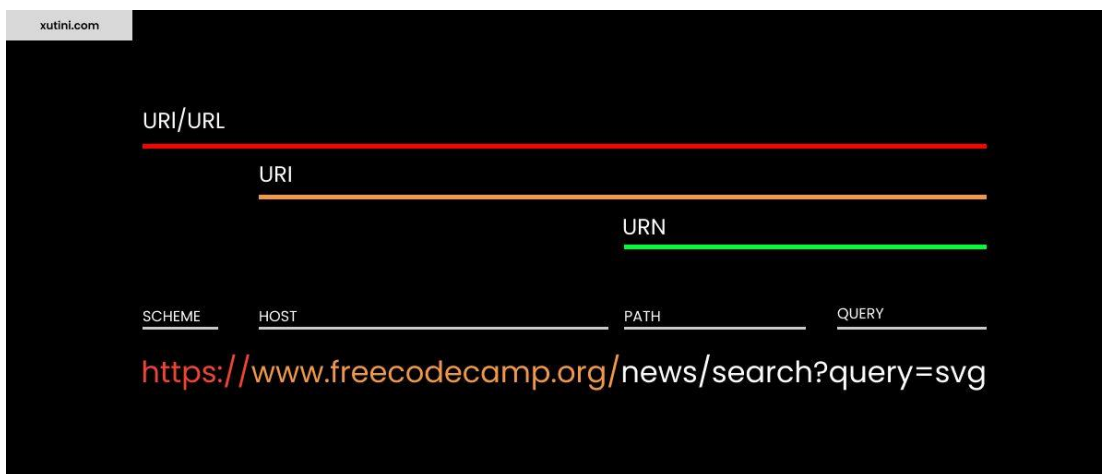 xutini.com
URI/URL
URI
URN
SCHEME HOST PATH QUERY
https://www.freecodecamp.org/news/search?query=svg